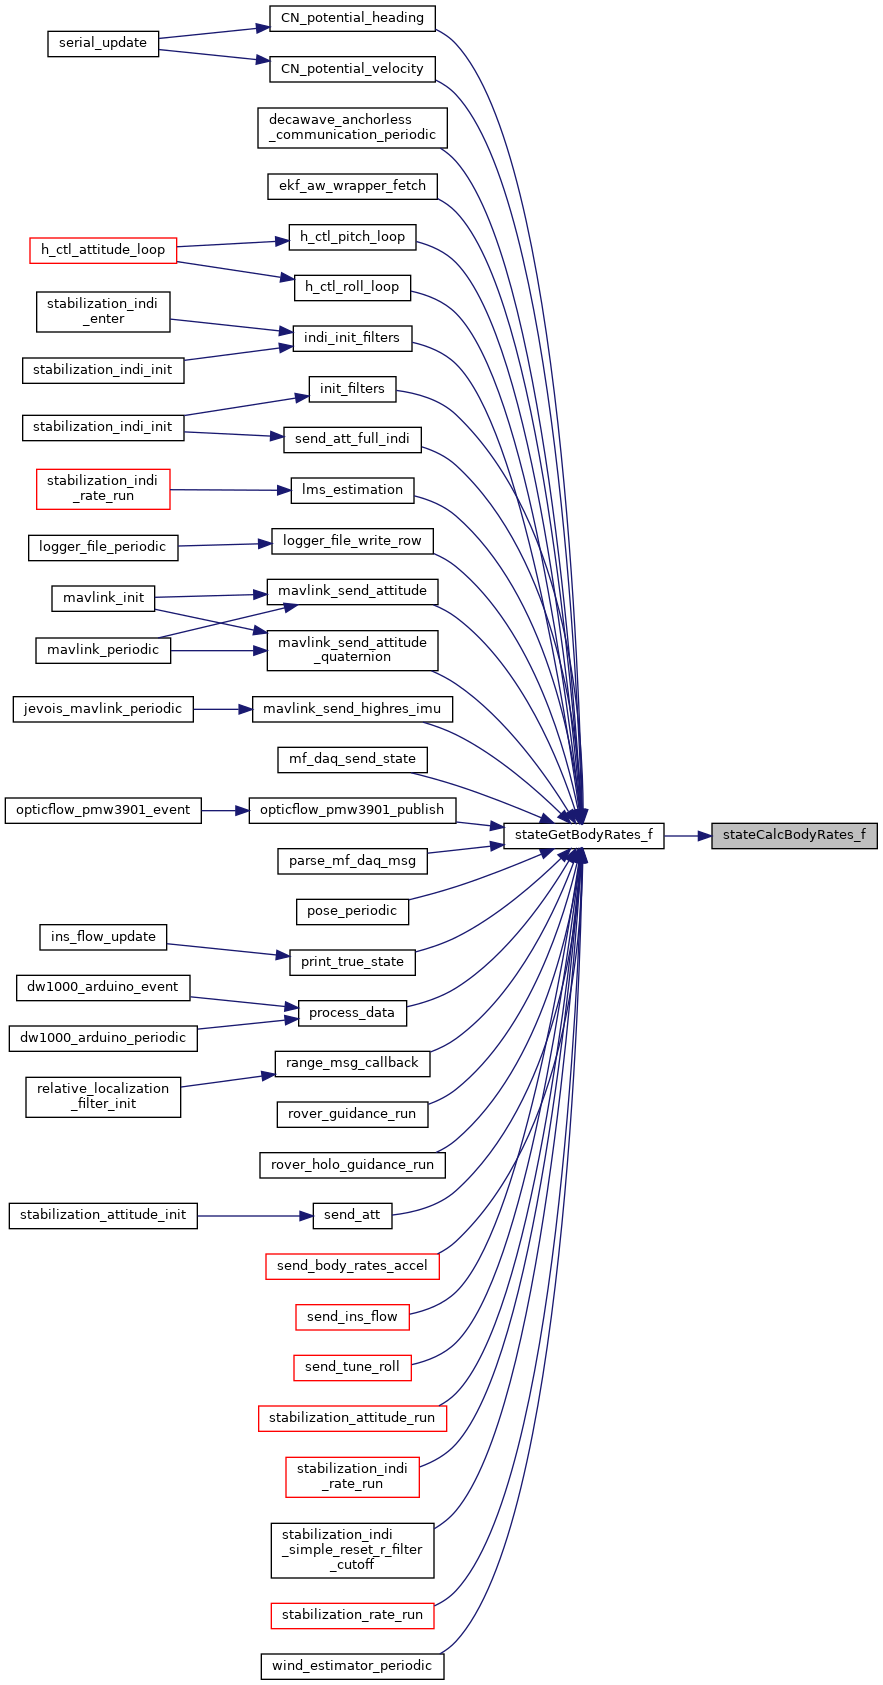 CN_potential_heading
serial_update
CN_potential_velocity
decawave_anchorless
_communication_periodic
ekf_aw_wrapper_fetch
h_ctl_pitch_loop
h_ctl_attitude_loop
h_ctl_roll_loop
stabilization_indi
_enter
indi_init_filters
stabilization_indi_init
init_filters
stabilization_indi_init
send_att_full_indi
stabilization_indi
_rate_run
lms_estimation
logger_file_periodic
logger_file_write_row
mavlink_init
mavlink_send_attitude
mavlink_periodic
mavlink_send_attitude
_quaternion
jevois_mavlink_periodic
mavlink_send_highres_imu
mf_daq_send_state
opticflow_pmw3901_event
opticflow_pmw3901_publish
stateGetBodyRates_f
stateCalcBodyRates_f
parse_mf_daq_msg
pose_periodic
ins_flow_update
print_true_state
dw1000_arduino_event
process_data
dw1000_arduino_periodic
range_msg_callback
relative_localization
_filter_init
rover_guidance_run
rover_holo_guidance_run
stabilization_attitude_init
send_att
send_body_rates_accel
send_ins_flow
send_tune_roll
stabilization_attitude_run
stabilization_indi
_rate_run
stabilization_indi
_simple_reset_r_filter
_cutoff
stabilization_rate_run
wind_estimator_periodic